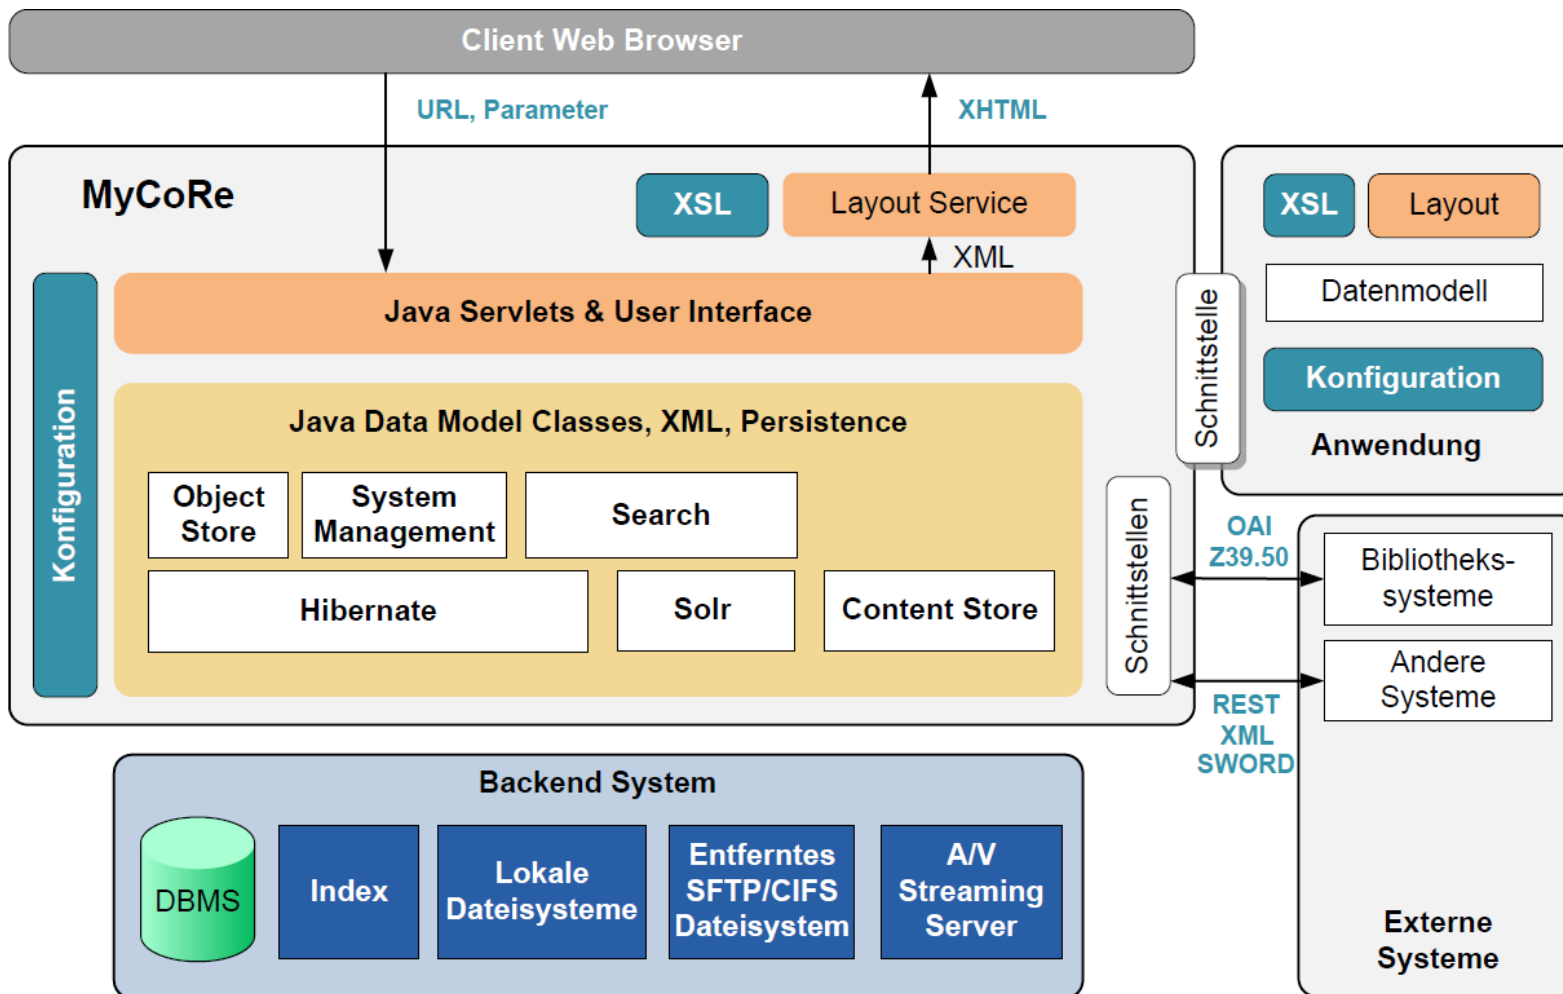 Client Web Browser
URL, Parameter
XHTML
MyCoRe
XSL
Layout Service
XML
Konfiguration
Java Servlets & User Interface
Java Data Model Classes, XML, Persistence
Object
Store
System
Management
Search
Hibernate
Solr
Content Store
Schnittstelle
Schnittstellen
XSL
Layout
Datenmodell
Konfiguration
Anwendung
OAI
Z39.50
Bibliotheks-
systeme
Andere
Systeme
REST
XML
SWORD
Externe
Systeme
Backend System
DBMS
Index
Lokale
Dateisysteme
Entferntes
SFTP/CIFS
Dateisystem
A/V
Streaming
Server